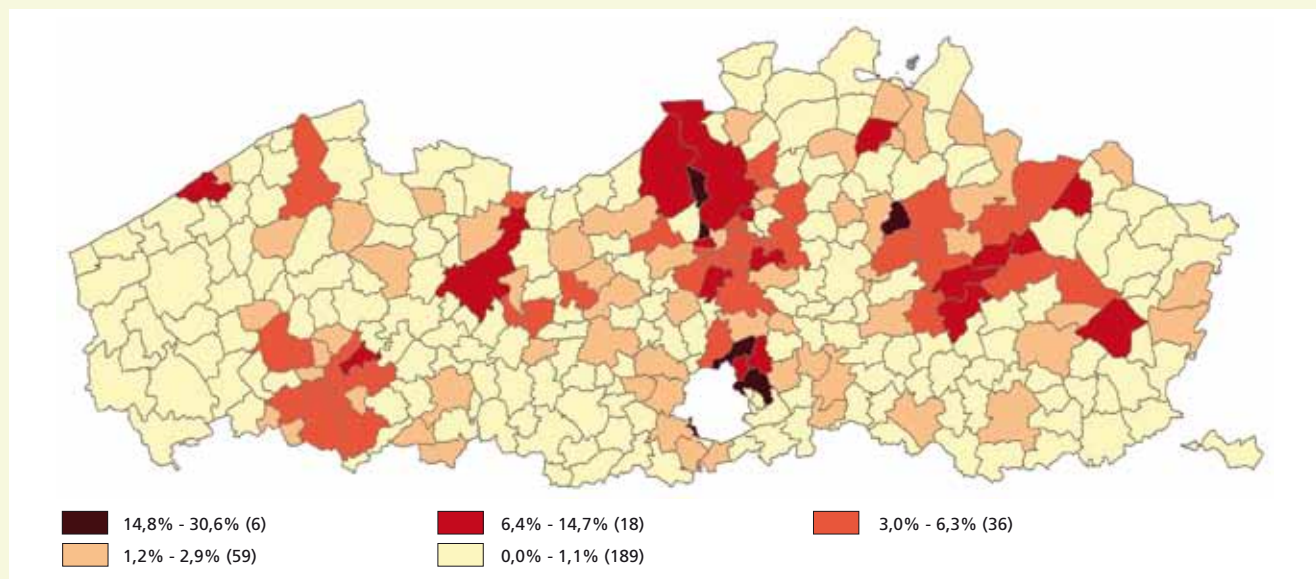 14,8% - 30,6% (6) 6,4% - 14,7% (18) 3,0% - 6,3% (36)
1,2% - 2,9% (59) 0,0% - 1,1% (189)